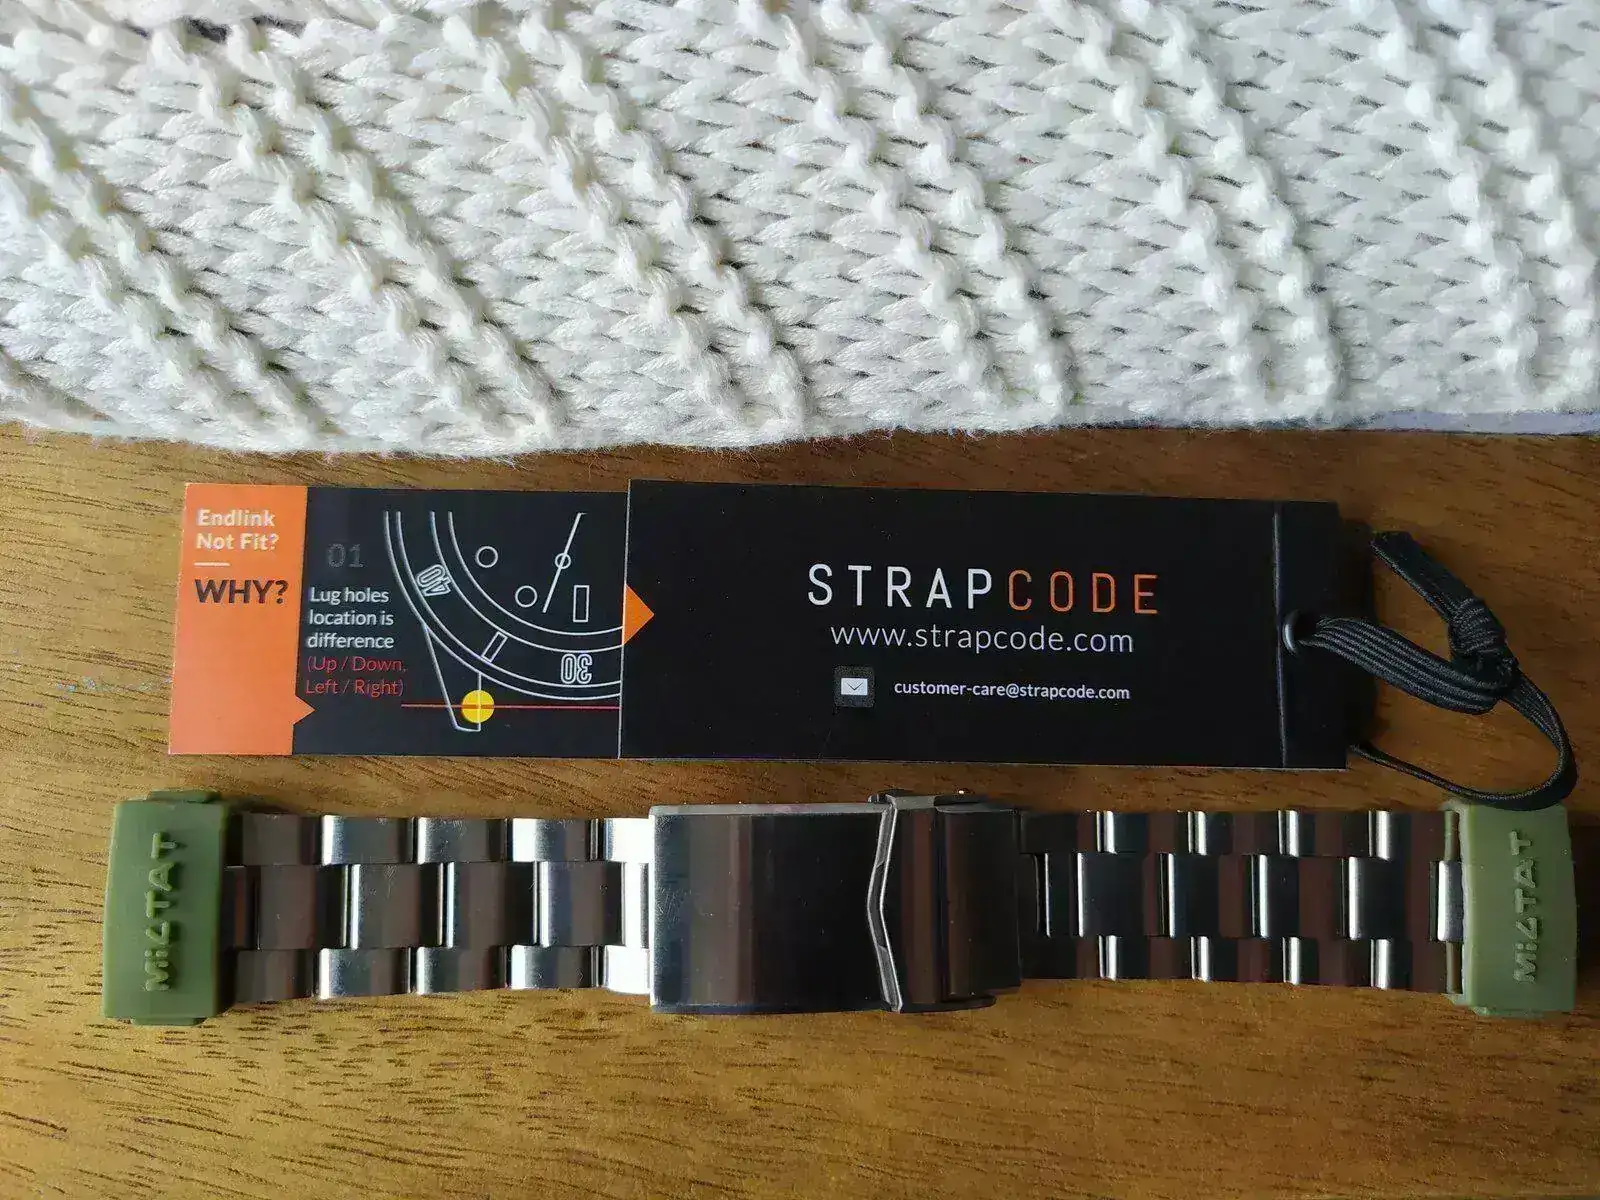 Endlink
Not Fit?
WHY?
01
Lug holes
location is
difference
(Up / Down,
Left / Right)
40
30
STRAPCODE
www.strapcode.com
customer-care@strapcode.com
MiLTAT
MiLTAT